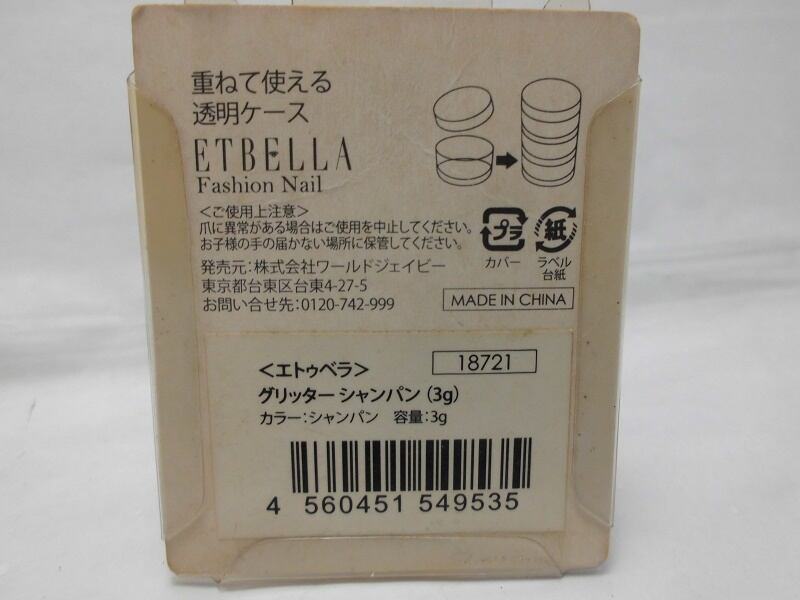 重ねて使える
透明ケース
ETBELLA
Fashion Nail
＜ご使用上注意＞
爪に異常がある場合はご使用を中止してください。
お子様の手の届かない場所に保管してください。
プラ
カバー
紙
ラベル
台紙
発売元：株式会社ワールドジェイビー
東京都台東区台東4-27-5
お問い合せ先：0120-742-999
MADE IN CHINA
＜エトゥベラ＞
18721
グリッター シャンパン（3g）
カラー：シャンパン　容量：3g
4 560451 549535